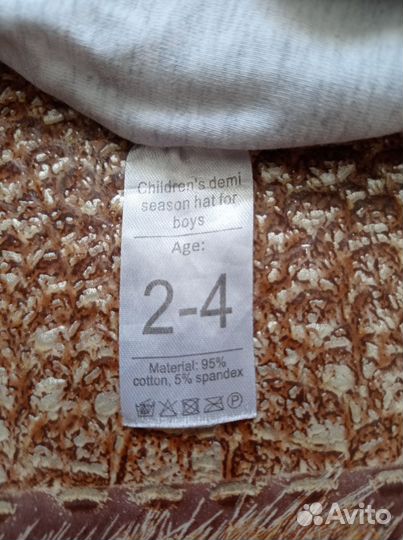 Children's demi
season hat for
boys
Age:
2-4
Material: 95%
cotton, 5% spandex
P
Avito